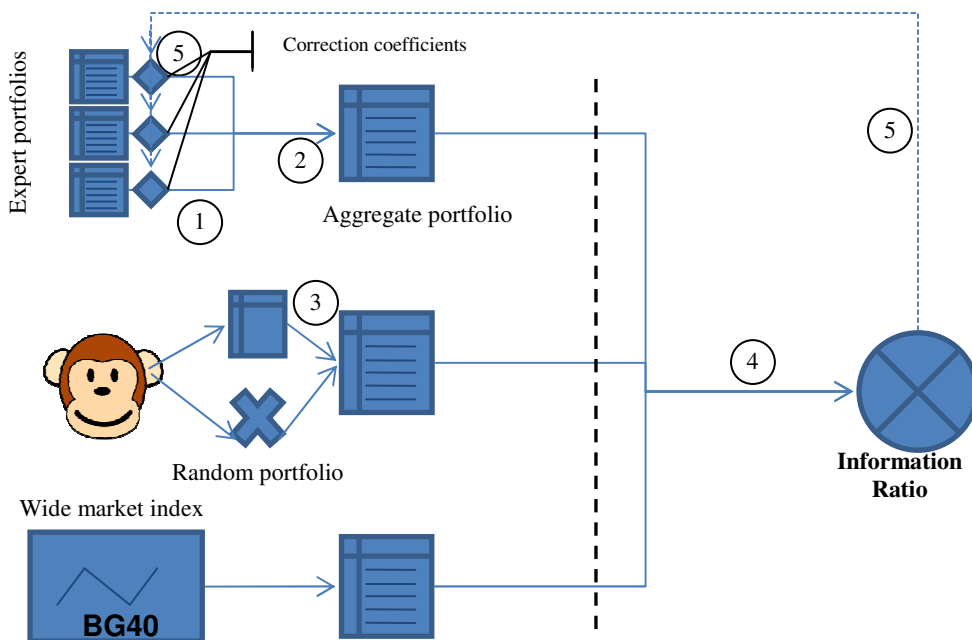 Expert portfolios
5
Correction coefficients
1
2
Aggregate portfolio
5
3
Random portfolio
4
Information
Ratio
Wide market index
BG40